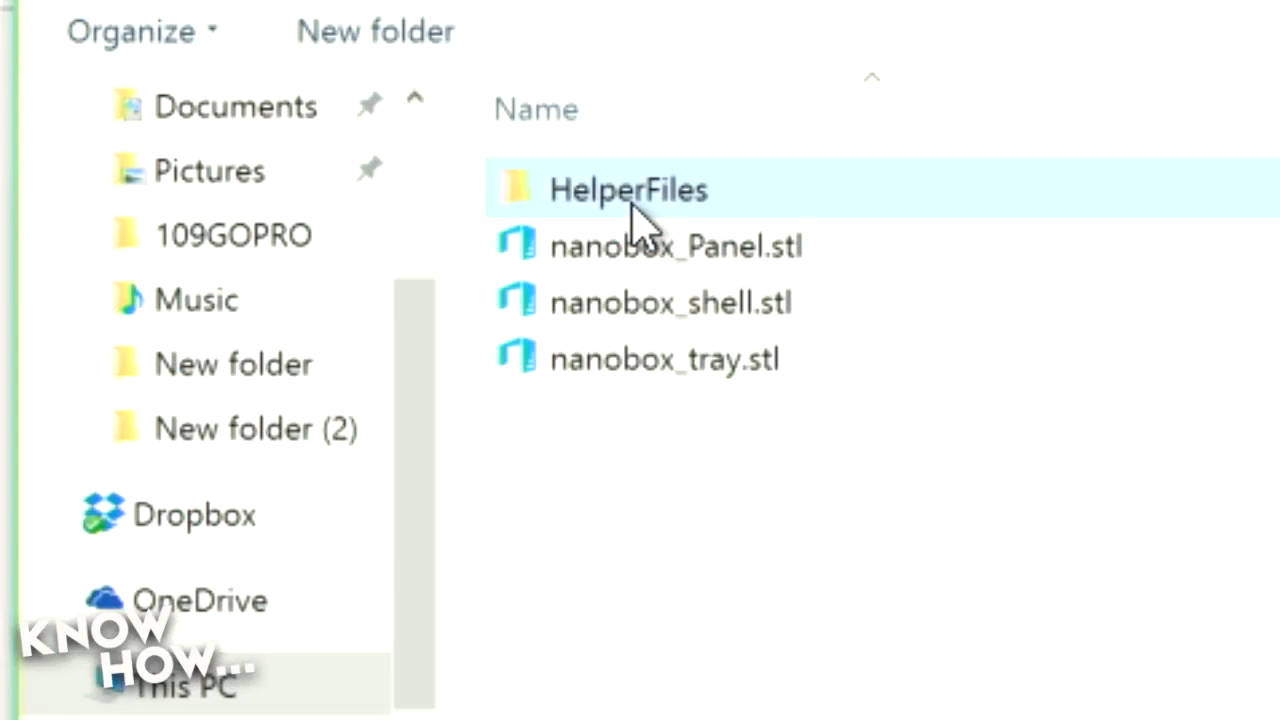 Organize
New folder
Documents
Pictures
109GOPRO
Music
New folder
New folder (2)
Dropbox
OneDrive
This PC
Name
HelperFiles
nanobox_Panel.stl
nanobox_shell.stl
nanobox_tray.stl
KNOW
HOW...